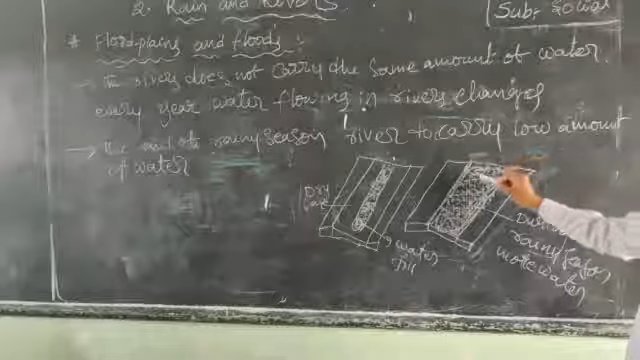 2. Rain and Rivers
Sub: Social
* Flood plains and floods:
- The rivers does not carry the same amount of water.
every year water flowing in rivers changes
→ The end of rainy season river to carry low amount
of water
Dry
water
During
rainy season
more water